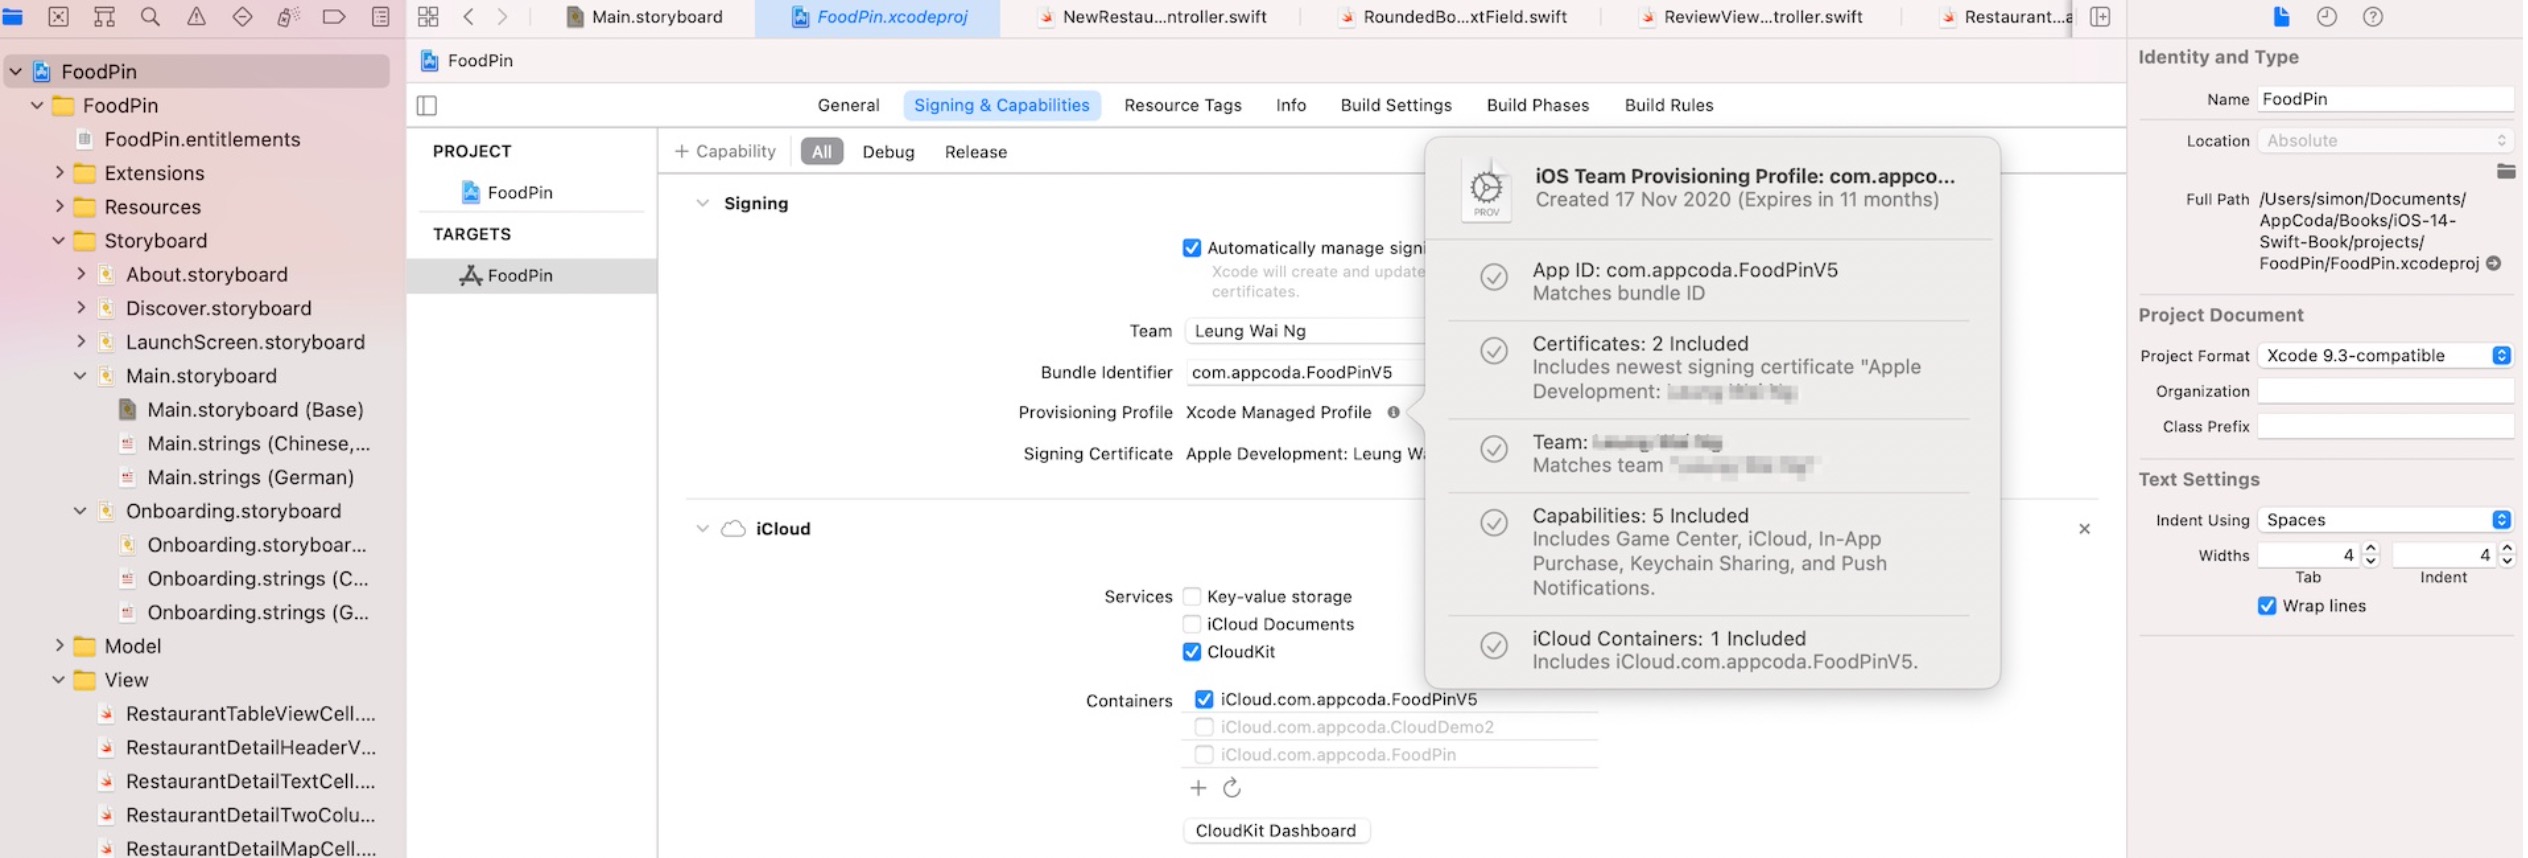 Main.storyboard
FoodPin.xcodeproj
NewRestau...ntroller.swift
RoundedBo...xtField.swift
ReviewView...troller.swift
Restaurant...a
FoodPin
FoodPin
FoodPin.entitlements
Extensions
Resources
Storyboard
About.storyboard
Discover.storyboard
LaunchScreen.storyboard
Main.storyboard
Main.storyboard (Base)
Main.strings (Chinese,...
Main.strings (German)
Onboarding.storyboard
Onboarding.storyboar...
Onboarding.strings (C...
Onboarding.strings (G...
Model
View
RestaurantTableViewCell....
RestaurantDetailHeaderV...
RestaurantDetailTextCell....
RestaurantDetailTwoColu...
RestaurantDetailMapCell....
FoodPin
General
Signing & Capabilities
Resource Tags
Info
Build Settings
Build Phases
Build Rules
PROJECT
FoodPin
TARGETS
FoodPin
+ Capability
All
Debug
Release
Signing
Automatically manage signi
Xcode will create and update
certificates.
Team Leung Wai Ng
Bundle Identifier com.appcoda.FoodPinV5
Provisioning Profile Xcode Managed Profile
Signing Certificate Apple Development: Leung Wa
iCloud
Services Key-value storage
iCloud Documents
CloudKit
Containers iCloud.com.appcoda.FoodPinV5
iCloud.com.appcoda.CloudDemo2
iCloud.com.appcoda.FoodPin
CloudKit Dashboard
PROV
iOS Team Provisioning Profile: com.appco...
Created 17 Nov 2020 (Expires in 11 months)
App ID: com.appcoda.FoodPinV5
Matches bundle ID
Certificates: 2 Included
Includes newest signing certificate "Apple
Development:
Team:
Matches team
Capabilities: 5 Included
Includes Game Center, iCloud, In-App
Purchase, Keychain Sharing, and Push
Notifications.
iCloud Containers: 1 Included
Includes iCloud.com.appcoda.FoodPinV5.
Identity and Type
Name FoodPin
Location Absolute
Full Path /Users/simon/Documents/
AppCoda/Books/iOS-14-
Swift-Book/projects/
FoodPin/FoodPin.xcodeproj
Project Document
Project Format Xcode 9.3-compatible
Organization
Class Prefix
Text Settings
Indent Using Spaces
Widths 4 4
Tab Indent
Wrap lines